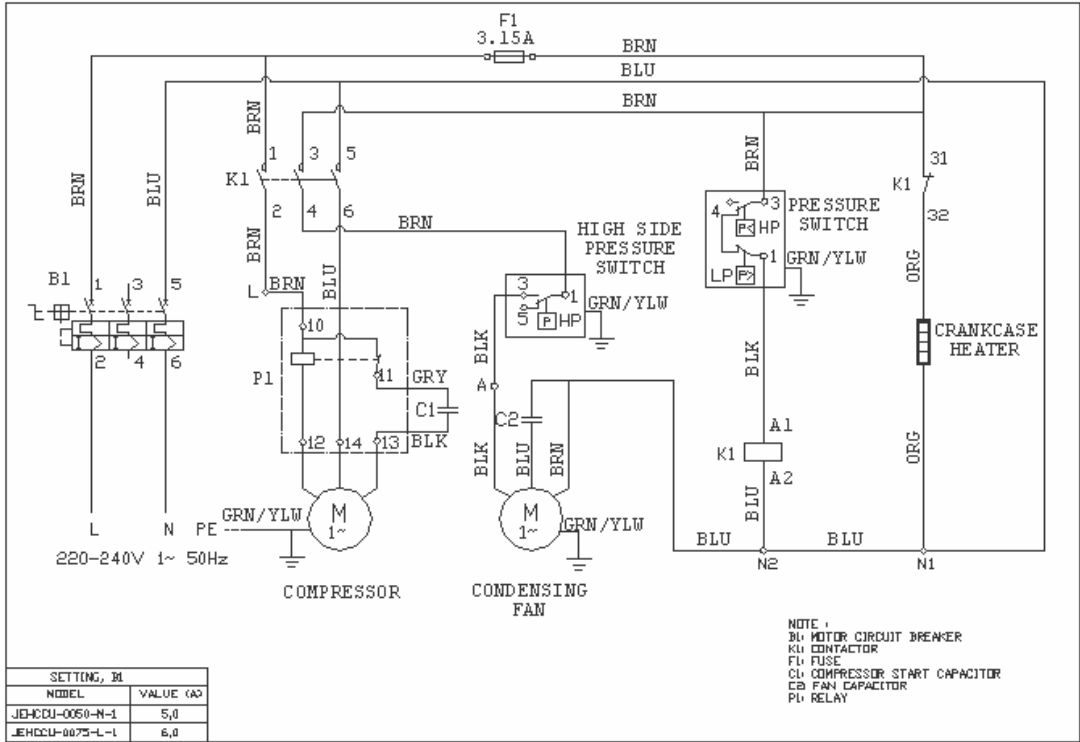 F1
3.15A
BRN
BLU
BRN
BRN
BLU
BRN
1 3 5
K1
2 4 6
BRN
BLU
BRN
BRN
L
B1
1 3 5
2 4 6
L N PE
220-240V 1~ 50Hz
10
P1
11
GRY
C1
12 14 13
BLK
GRN/YLW
M
1~
COMPRESSOR
HIGH SIDE
PRESSURE
SWITCH
3
1
5
P HP
GRN/YLW
BLK
A
C2
BLK
BLU
BRN
M
1~
GRN/YLW
CONDENSING
FAN
BRN
4 3
P< HP
1
LP P>
PRESSURE
SWITCH
GRN/YLW
BLK
A1
K1
A2
BLU
BLU
N2
BLU
N1
31
K1
32
ORG
CRANKCASE
HEATER
ORG
NOTE :
B1: MOTOR CIRCUIT BREAKER
K1: CONTACTOR
F1: FUSE
C1: COMPRESSOR START CAPACITOR
C2: FAN CAPACITOR
P1: RELAY
SETTING, B1
MODEL VALUE (A)
JEHCCU-0050-N-1 5,0
JEHCCU-0075-L-1 6,0